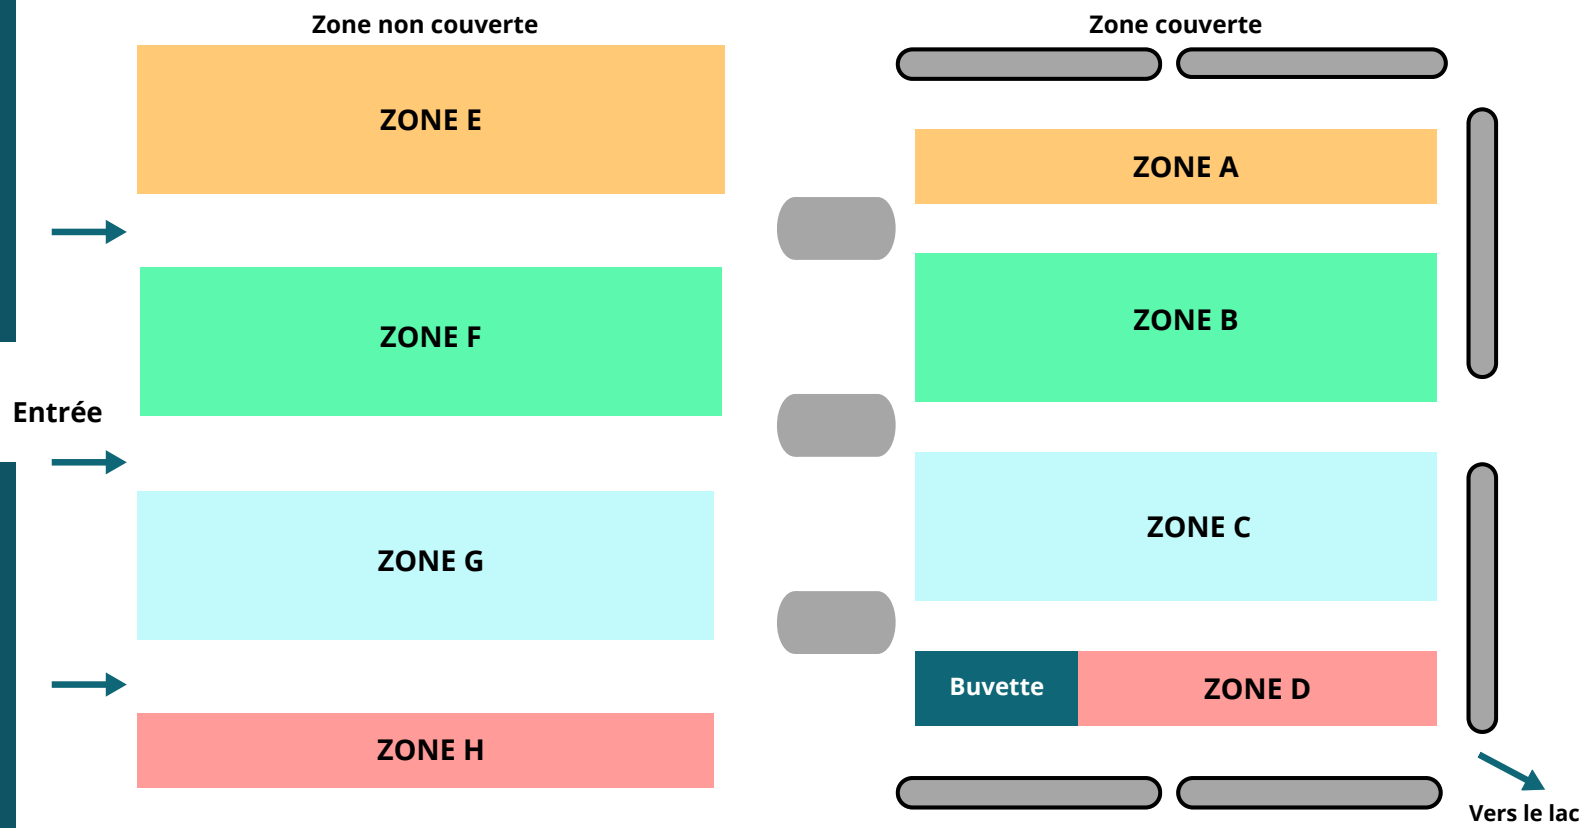 Zone non couverte
Zone couverte
ZONE E
ZONE A
ZONE F
ZONE B
Entrée
ZONE G
ZONE C
Buvette
ZONE D
ZONE H
Vers le lac